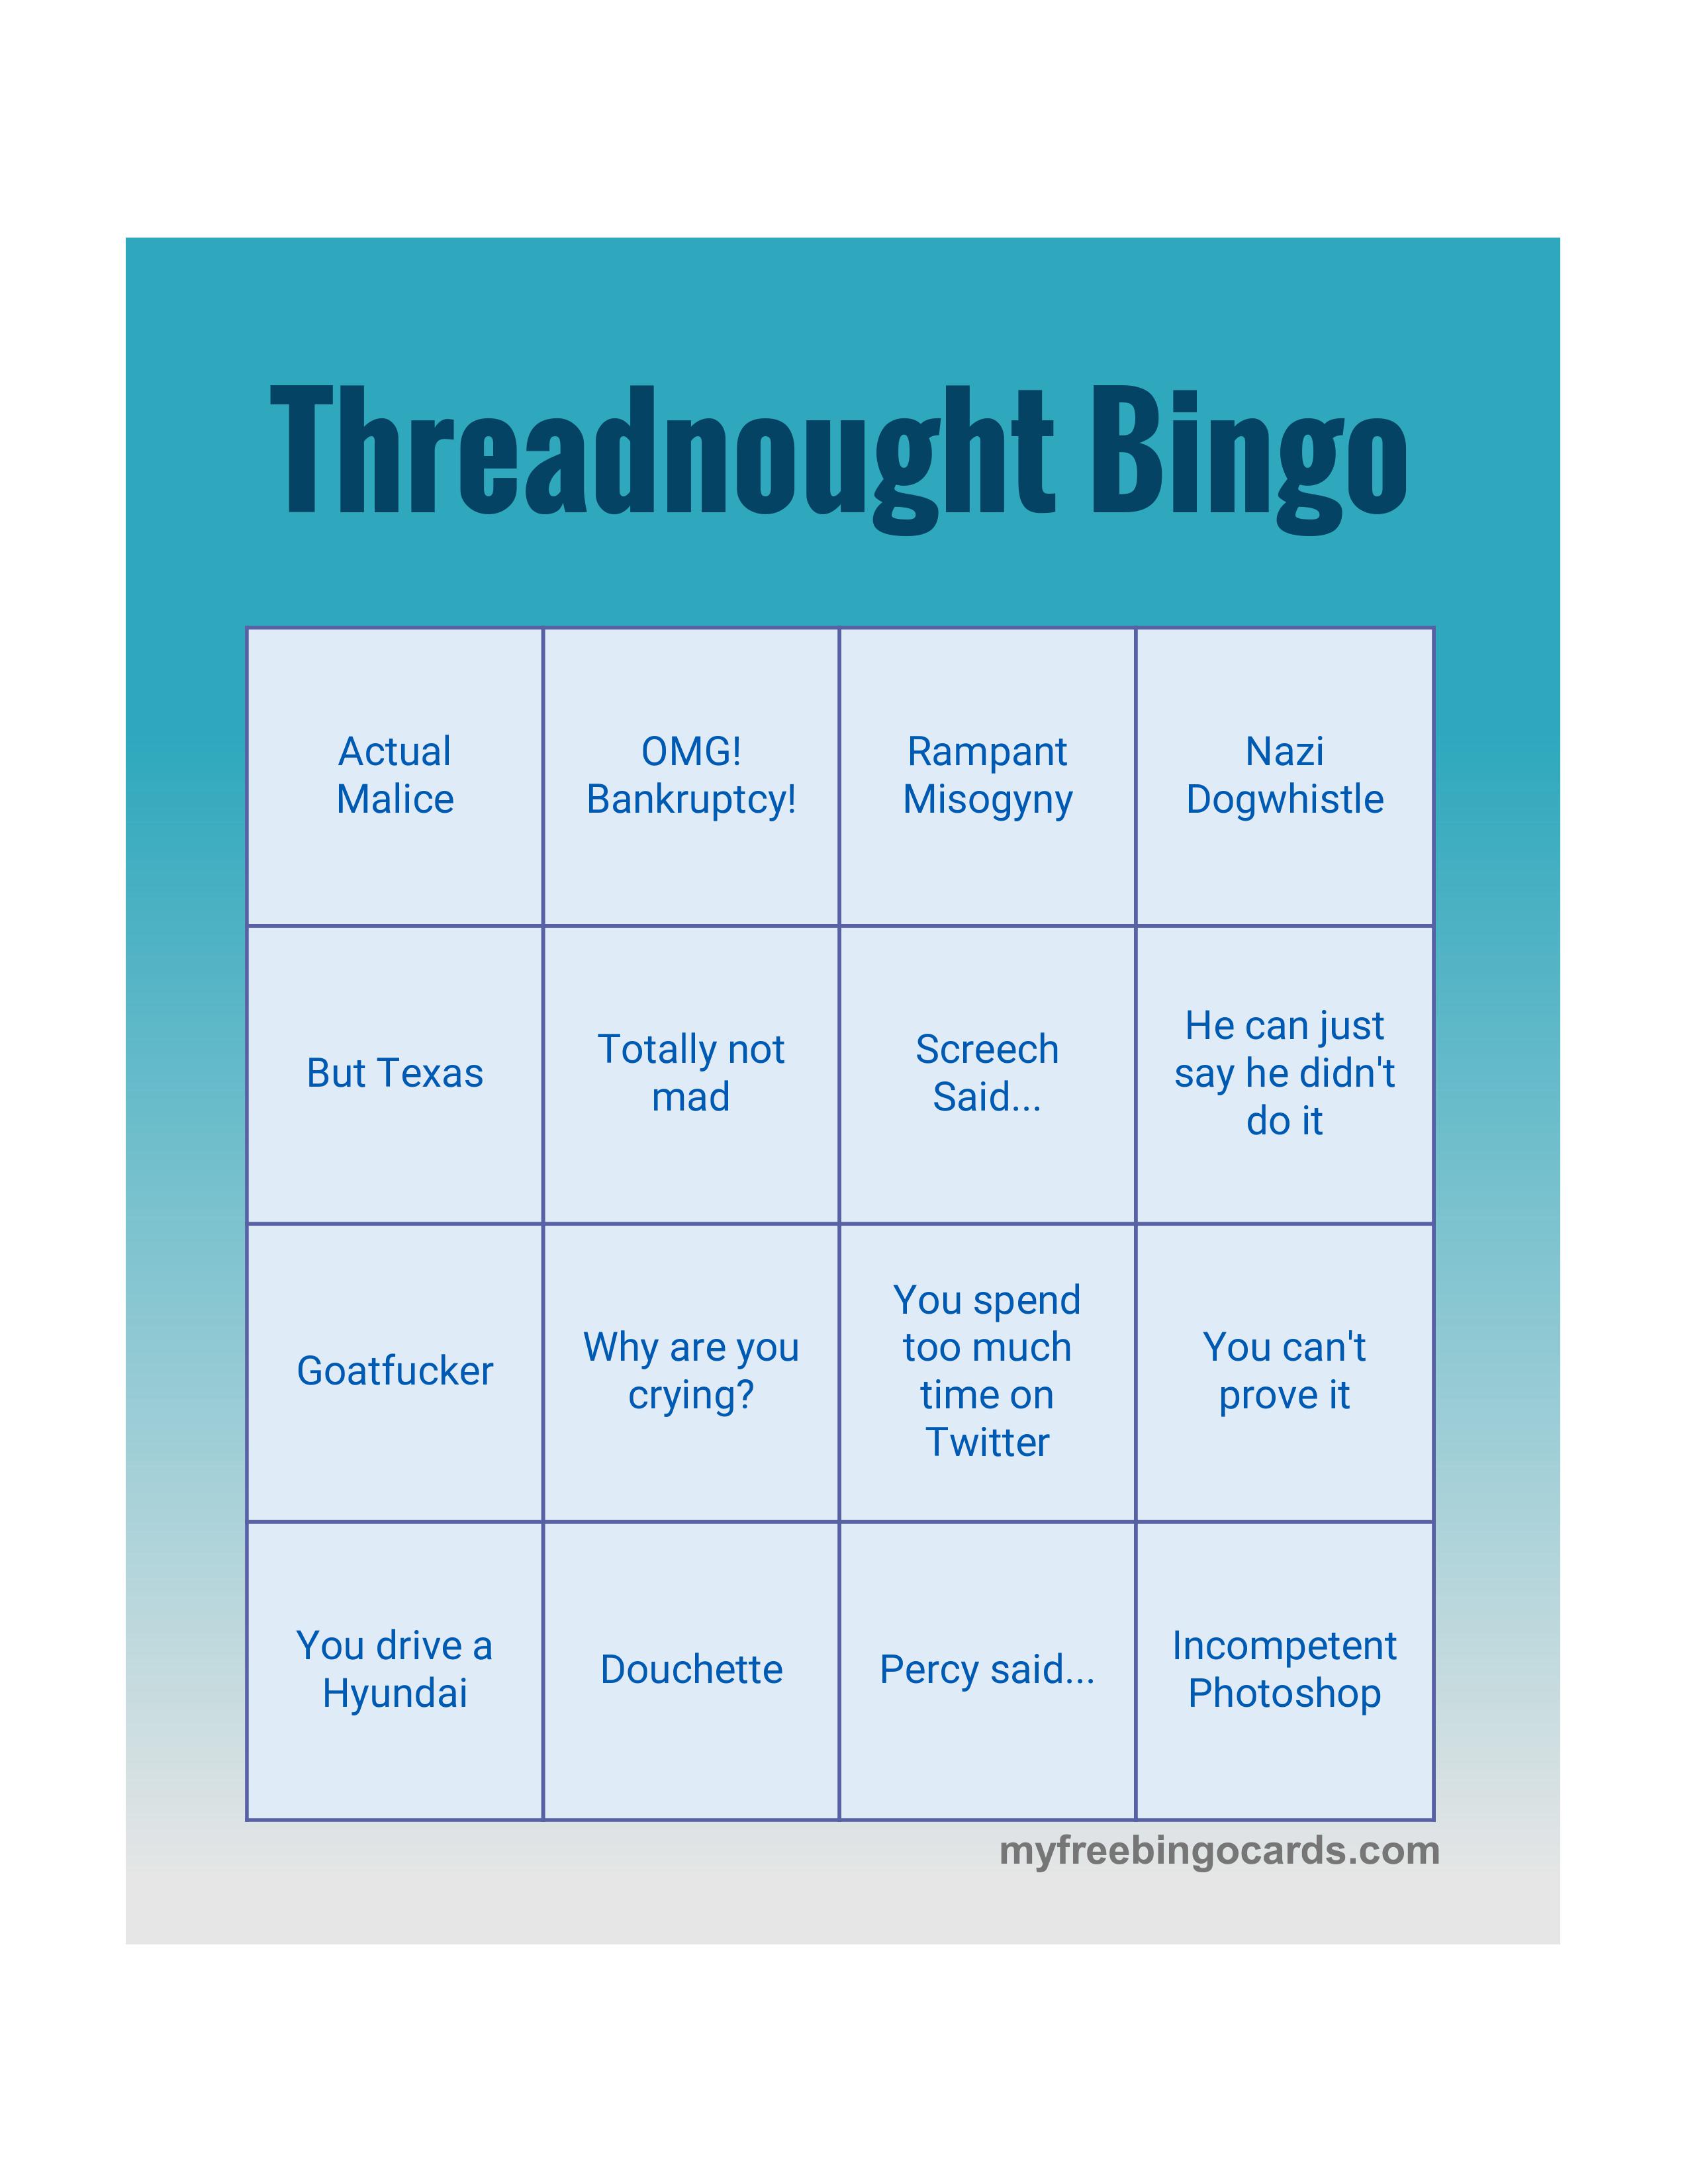 Threadnought Bingo
Actual
Malice
OMG!
Bankruptcy!
Rampant
Misogyny
Nazi
Dogwhistle
But Texas
Totally not
mad
Screech
Said...
He can just
say he didn't
do it
Goatfucker
Why are you
crying?
You spend
too much
time on
Twitter
You can't
prove it
You drive a
Hyundai
Douchette
Percy said...
Incompetent
Photoshop
myfreebingocards.com